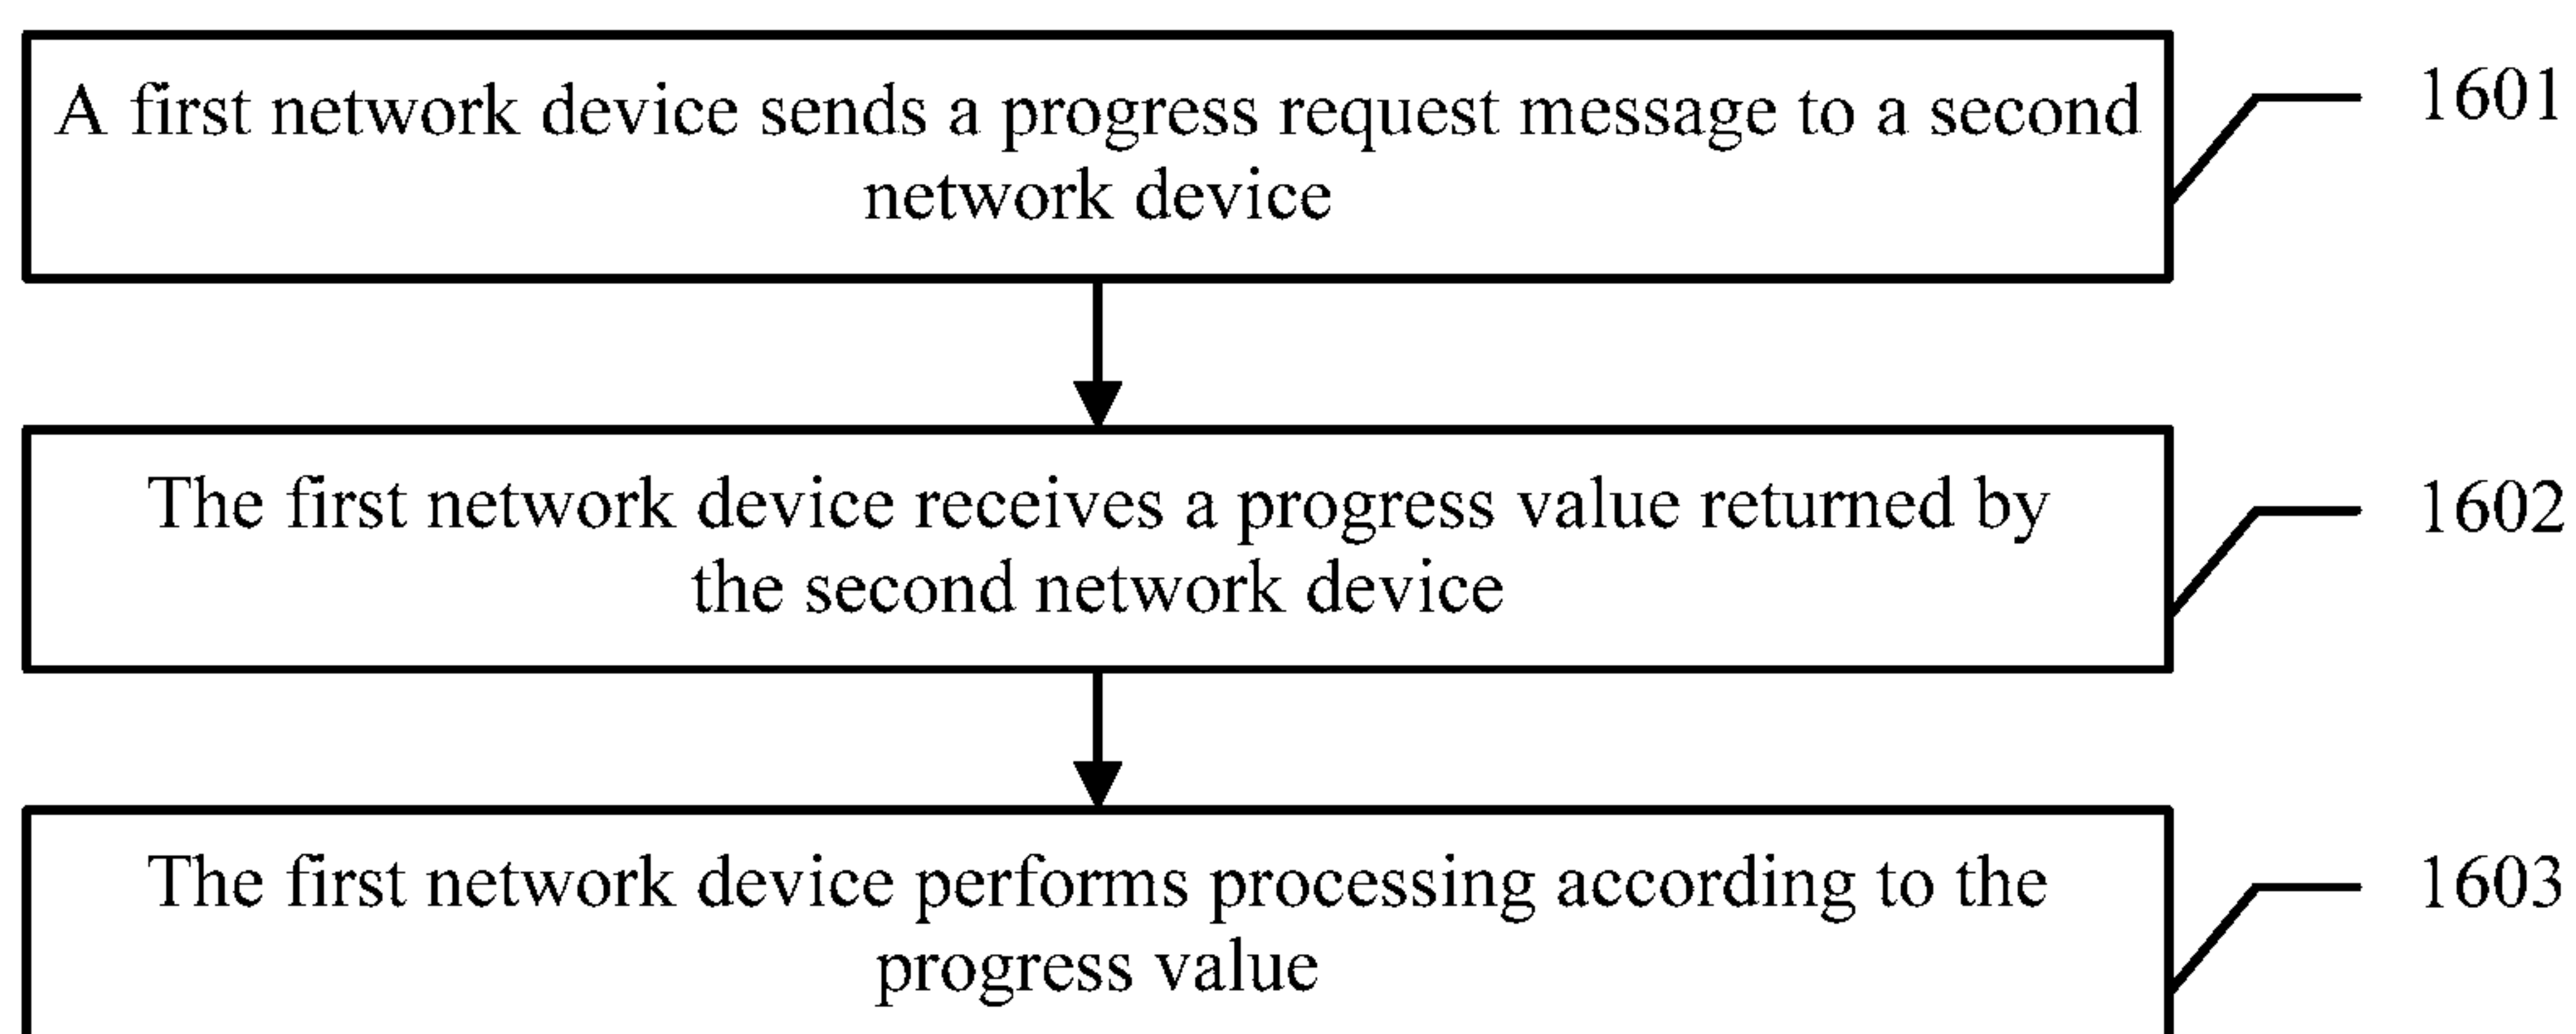 A first network device sends a progress request message to a second
network device
1601
The first network device receives a progress value returned by
the second network device
1602
The first network device performs processing according to the
progress value
1603